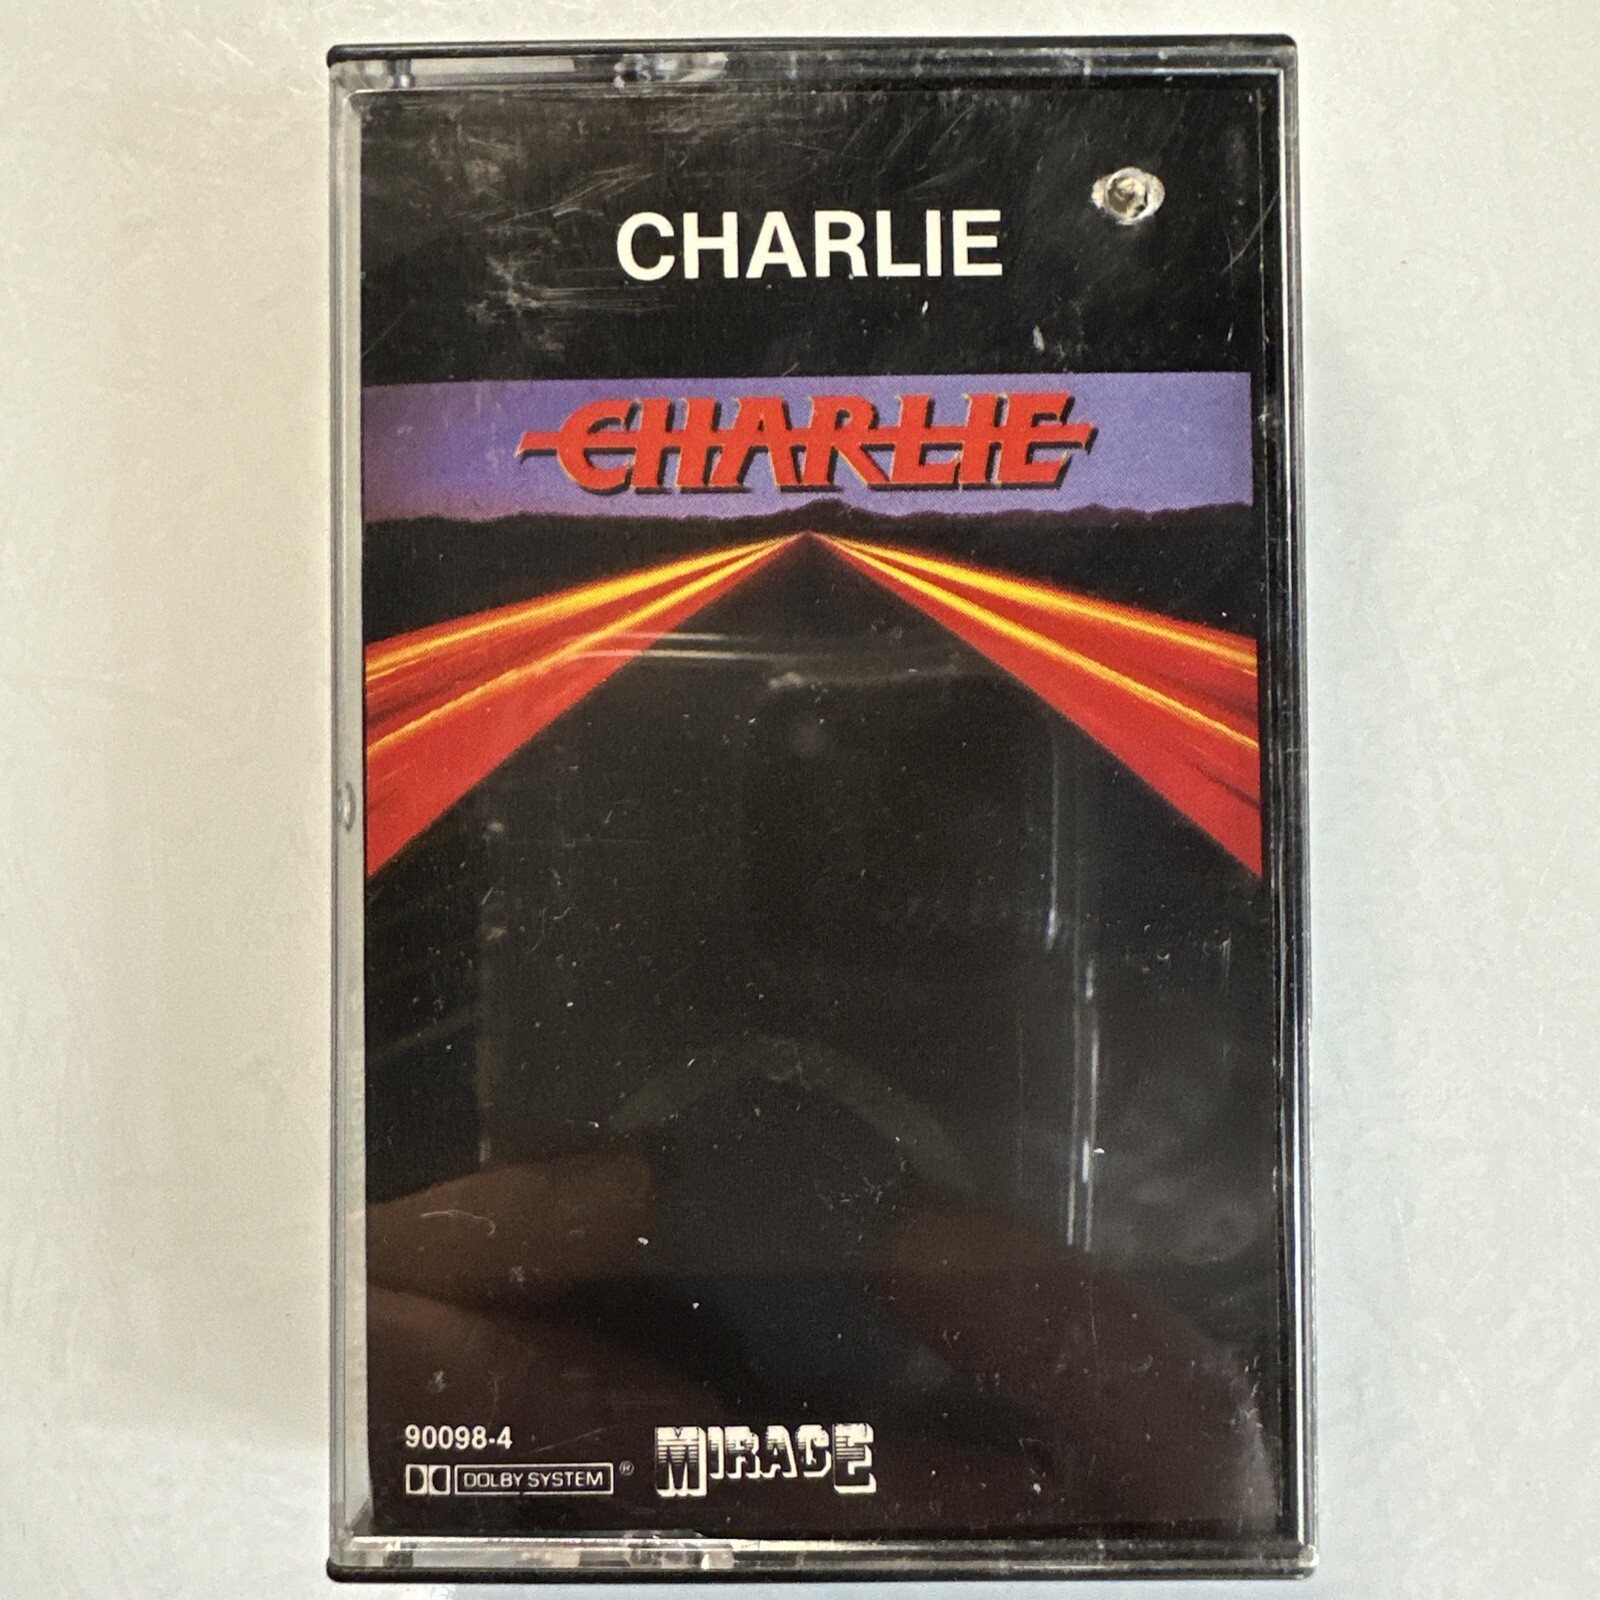 CHARLIE
CHARLIE
90098-4
DOLBY SYSTEM ®
MIRAGE